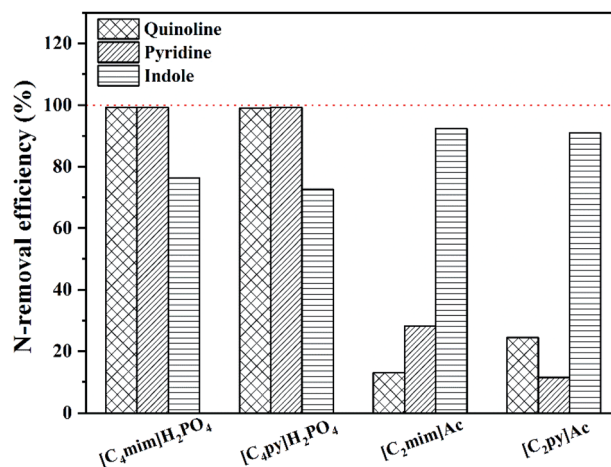 Quinoline
Pyridine
Indole
N-removal efficiency (%)
120
100
80
60
40
20
0
[C₄mim]H₂PO₄
[C₄py]H₂PO₄
[C₂mim]Ac
[C₂py]Ac